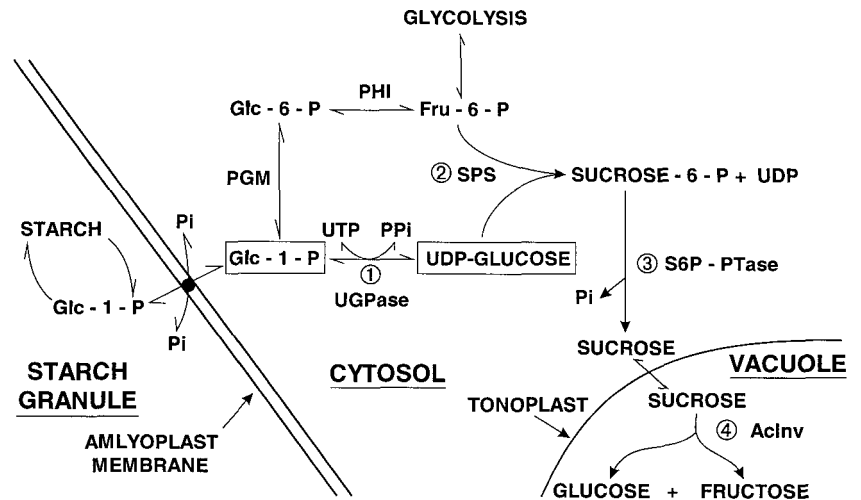 GLYCOLYSIS
PHI
Glc - 6 - P
Fru - 6 - P
PGM
② SPS
SUCROSE - 6 - P + UDP
STARCH
Pi
UTP
PPi
Glc - 1 - P
UDP-GLUCOSE
①
UGPase
③ S6P - PTase
Pi
Glc - 1 - P
Pi
SUCROSE
STARCH
GRANULE
CYTOSOL
VACUOLE
TONOPLAST
SUCROSE
AMLYOPLAST
MEMBRANE
④ AcInv
GLUCOSE + FRUCTOSE